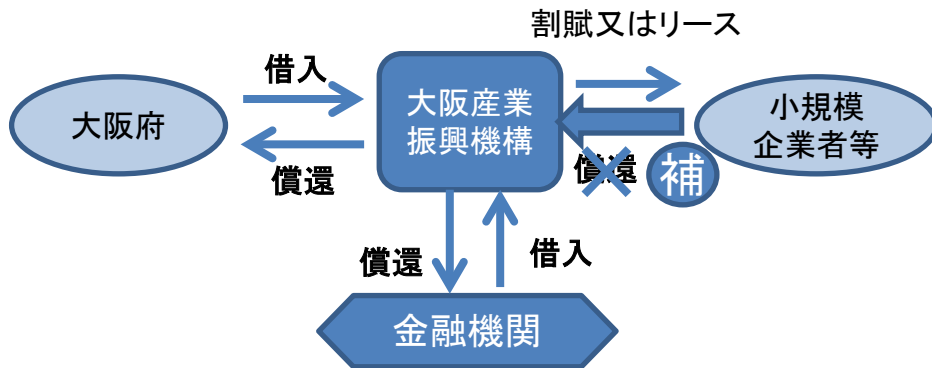 割賦又はリース
借入
大阪府
償還
大阪産業
振興機構
小規模
企業者等
償還
補
償還
借入
金融機関